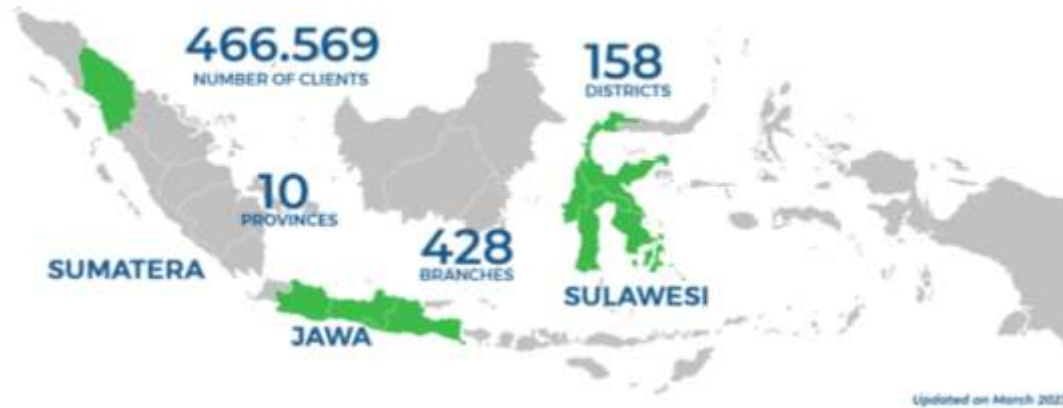 466.569
NUMBER OF CLIENTS
158
DISTRICTS
10
PROVINCES
428
BRANCHES
SUMATERA
SULAWESI
JAWA
Updated on March